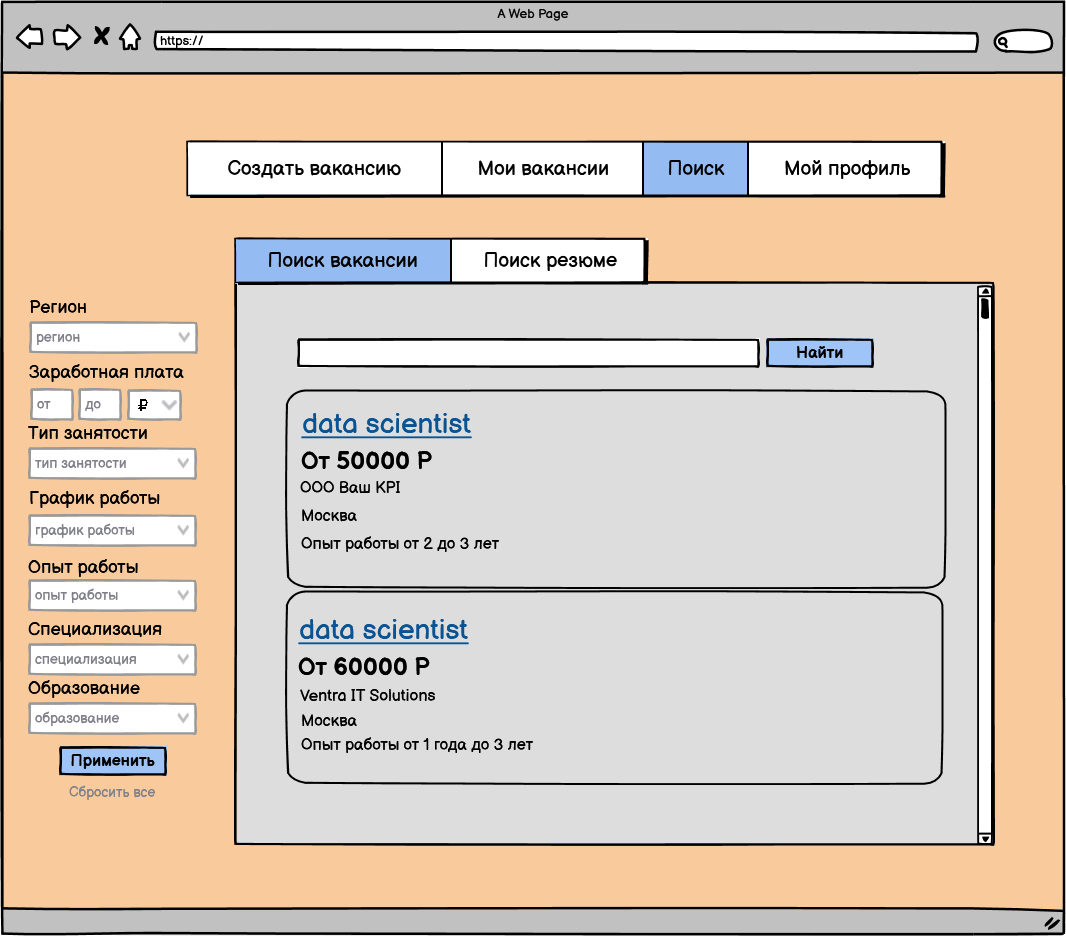 A Web Page
https://
Создать вакансию
Мои вакансии
Поиск
Мой профиль
Поиск вакансии
Поиск резюме
Регион
регион
Заработная плата
от
до
₽
Тип занятости
тип занятости
График работы
график работы
Опыт работы
опыт работы
Специализация
специализация
Образование
образование
Применить
Сбросить все
Найти
data scientist
От 50000 Р
ООО Ваш KPI
Москва
Опыт работы от 2 до 3 лет
data scientist
От 60000 Р
Ventra IT Solutions
Москва
Опыт работы от 1 года до 3 лет